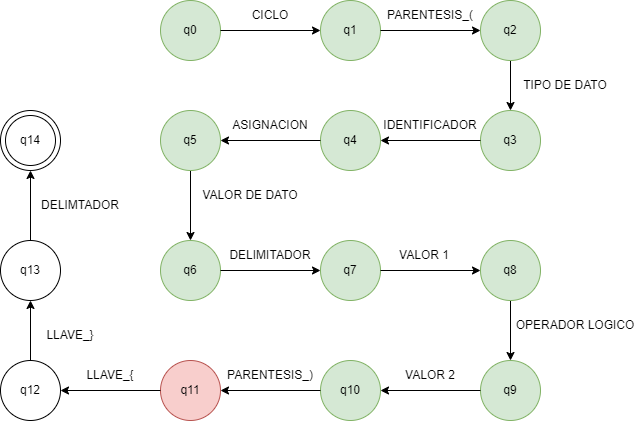 q0
CICLO
q1
PARENTESIS_(
q2
TIPO DE DATO
q14
q5
ASIGNACION
q4
IDENTIFICADOR
q3
DELIMTADOR
VALOR DE DATO
q13
q6
DELIMITADOR
q7
VALOR 1
q8
LLAVE_}
OPERADOR LOGICO
q12
LLAVE_{
q11
PARENTESIS_)
q10
VALOR 2
q9